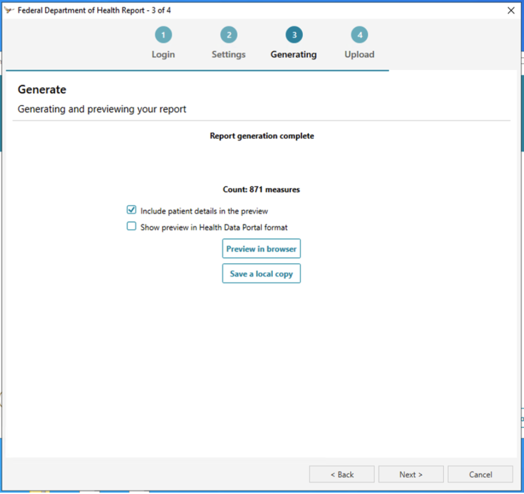 Federal Department of Health Report - 3 of 4
1 2 3 4
Login Settings Generating Upload
Generate
Generating and previewing your report
Report generation complete
Count: 871 measures
Include patient details in the preview
Show preview in Health Data Portal format
Preview in browser
Save a local copy
< Back Next > Cancel